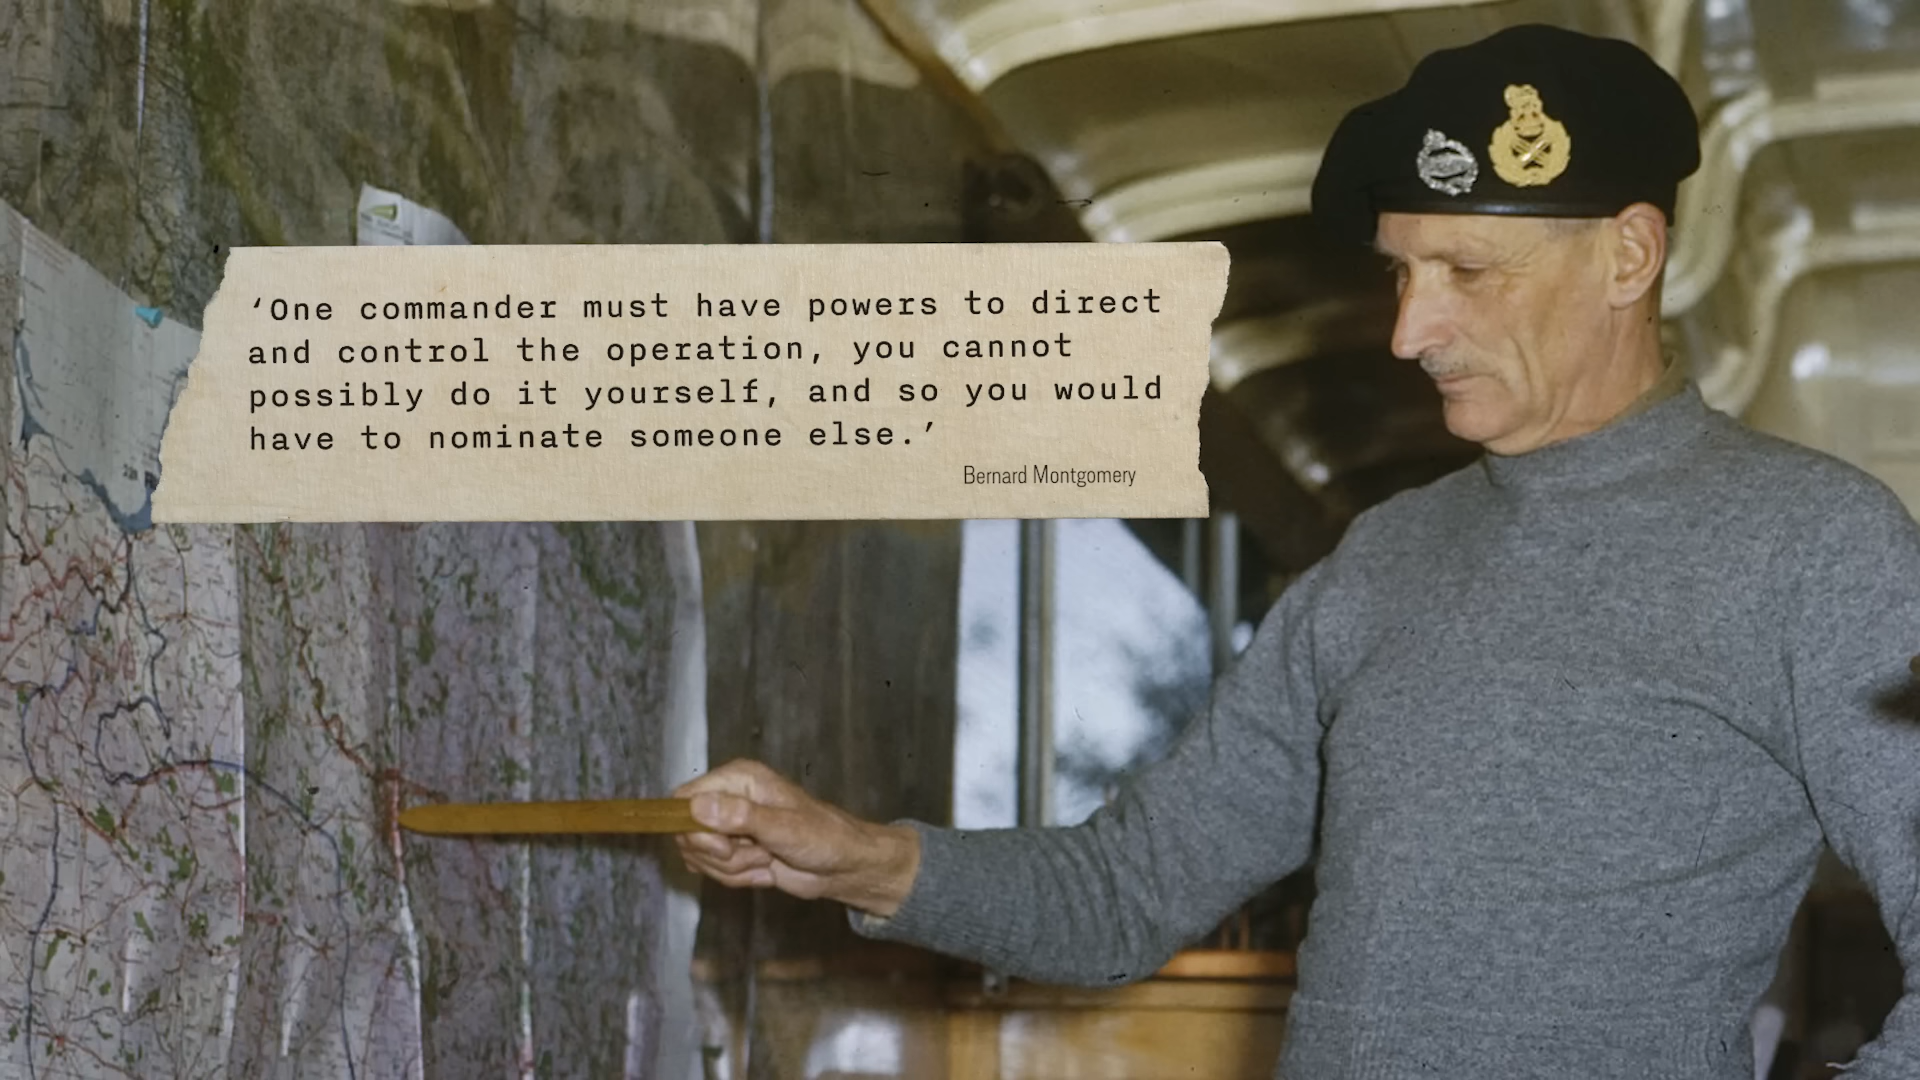 ‘One commander must have powers to direct
and control the operation, you cannot
possibly do it yourself, and so you would
have to nominate someone else.’
Bernard Montgomery